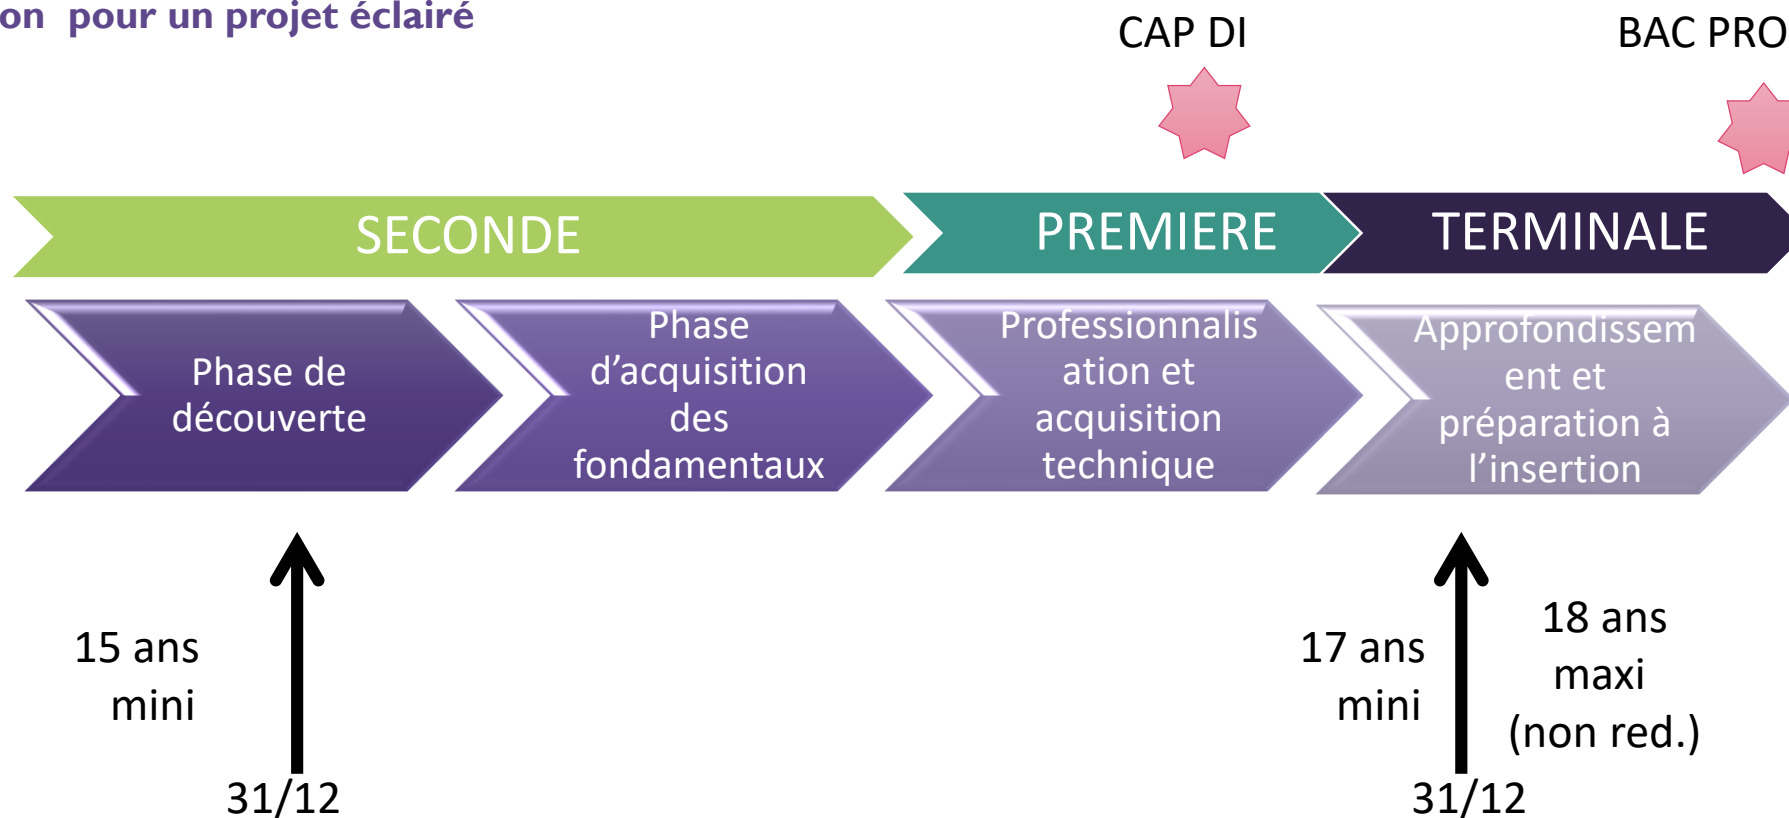 on pour un projet éclairé
CAP DI
BAC PRO
SECONDE
PREMIERE
TERMINALE
Phase de
découverte
Phase
d’acquisition
des
fondamentaux
Professionnalis
ation et
acquisition
technique
Approfondissem
ent et
préparation à
l’insertion
15 ans
mini
31/12
17 ans
mini
18 ans
maxi
(non red.)
31/12